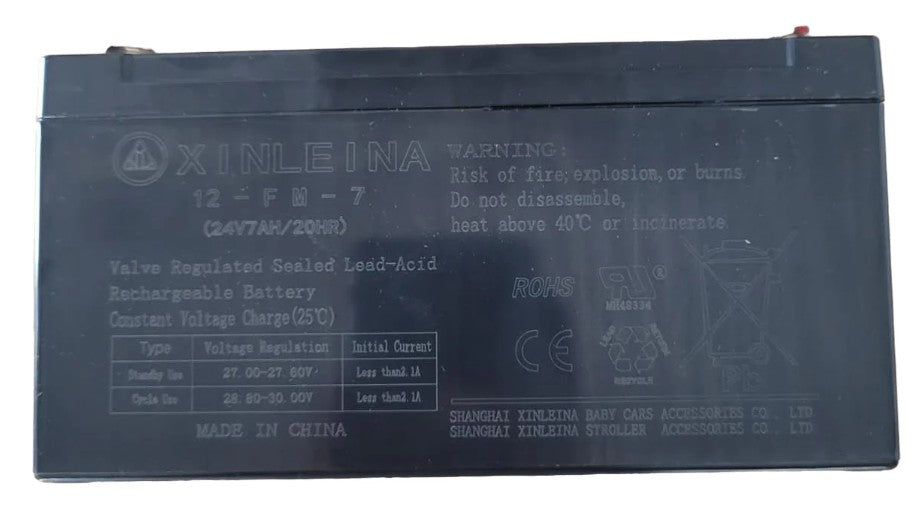 XINLEINA
12-FM-7
(24V7AH/20HR)
Valve Regulated Sealed Lead-Acid
Rechargeable Battery
Constant Voltage Charge(25℃)
Type Voltage Regulation Initial Current
Standby Use 27.00-27.60V Less than2.1A
Cycle Use 28.80-30.00V Less than2.1A
MADE IN CHINA
WARNING:
Risk of fire; explosion, or burns.
Do not disassemble,
heat above 40℃ or incinerate
ROHS
MH48334
CE
RECYCLE
Pb
SHANGHAI XINLEINA BABY CARS ACCESSORIES CO., LTD
SHANGHAI XINLEINA STROLLER ACCESSORIES CO., LTD